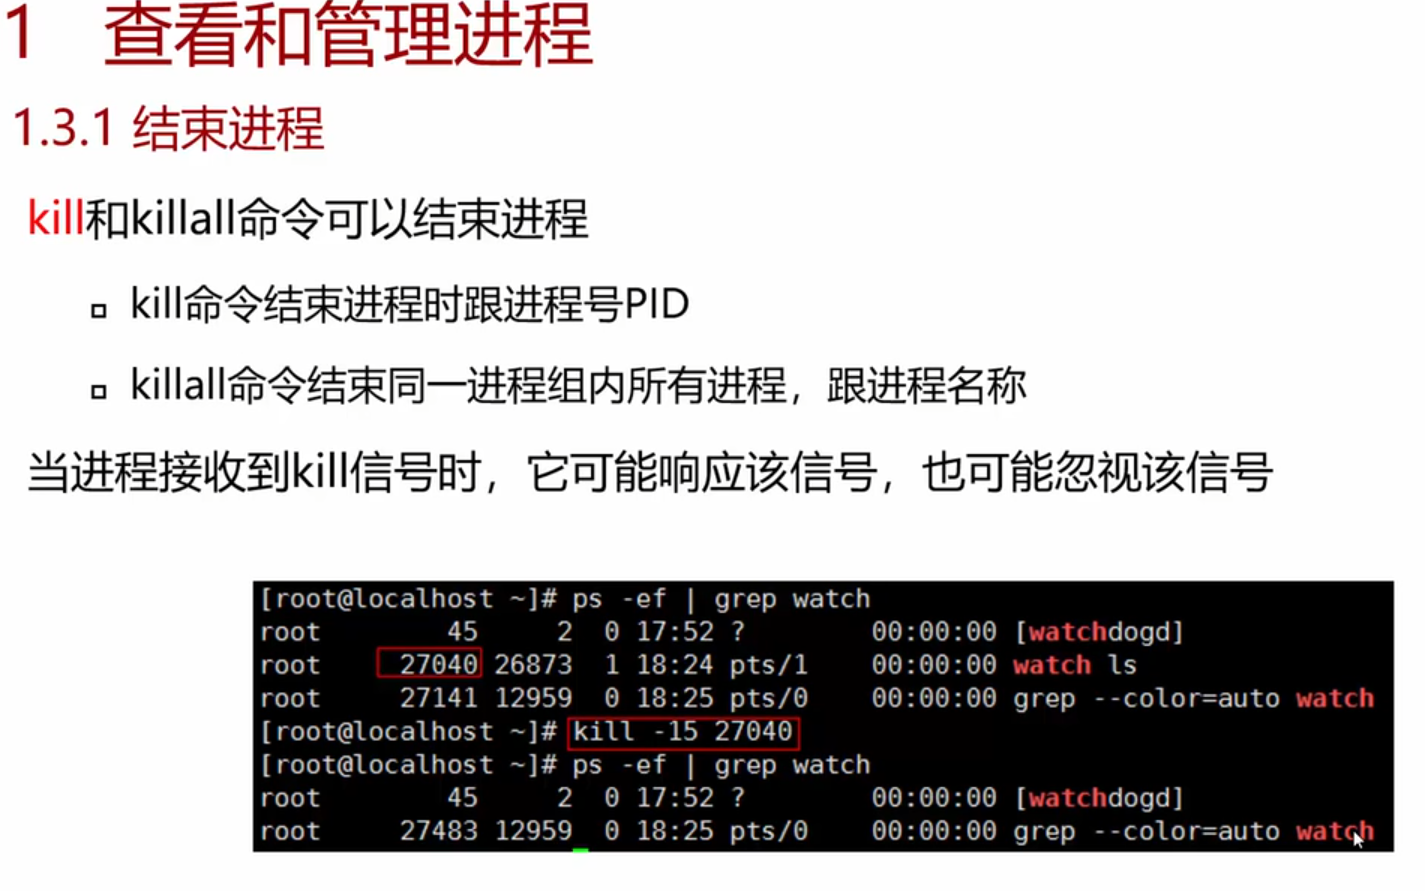 1 查看和管理进程
1.3.1 结束进程
kill和killall命令可以结束进程
kill命令结束进程时跟进程号PID
killall命令结束同一进程组内所有进程，跟进程名称
当进程接收到kill信号时，它可能响应该信号，也可能忽视该信号
[root@localhost ~]# ps -ef | grep watch
root 45 2 0 17:52 ? 00:00:00 [watchdogd]
root 27040 26873 1 18:24 pts/1 00:00:00 watch ls
root 27141 12959 0 18:25 pts/0 00:00:00 grep --color=auto watch
[root@localhost ~]# kill -15 27040
[root@localhost ~]# ps -ef | grep watch
root 45 2 0 17:52 ? 00:00:00 [watchdogd]
root 27483 12959 0 18:25 pts/0 00:00:00 grep --color=auto watch